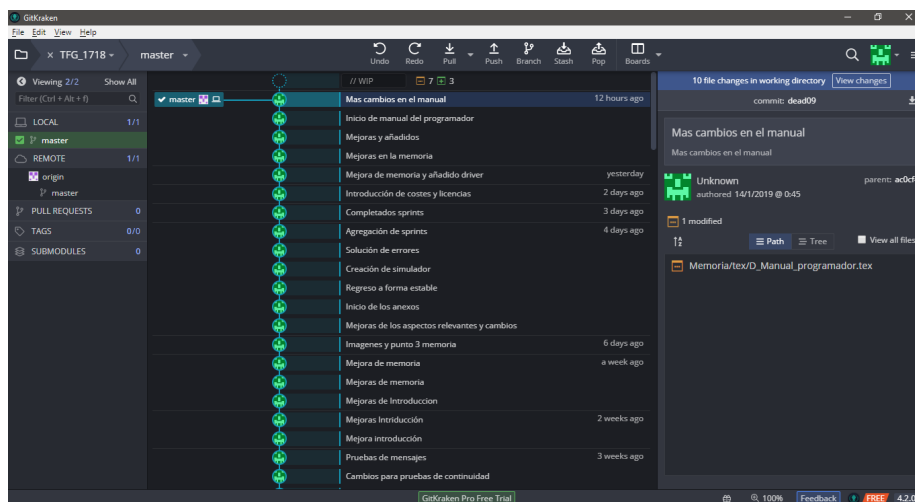 GitKraken
File Edit View Help
TFG_1718
master
Undo Redo Pull Push Branch Stash Pop Boards
Viewing 2/2 Show All
Filter (Ctrl + Alt + f)
LOCAL 1/1
master
REMOTE 1/1
origin
master
PULL REQUESTS 0
TAGS 0/0
SUBMODULES 0
// WIP 7 3
master
Mas cambios en el manual 12 hours ago
Inicio de manual del programador
Mejoras y añadidos
Mejoras en la memoria
Mejora de memoria y añadido driver yesterday
Introducción de costes y licencias 2 days ago
Completados sprints 3 days ago
Agregación de sprints 4 days ago
Solución de errores
Creación de simulador
Regreso a forma estable
Inicio de los anexos
Mejoras de los aspectos relevantes y cambios
Imagenes y punto 3 memoria 6 days ago
Mejora de memoria a week ago
Mejoras de memoria
Mejoras de Introduccion
Mejoras Intriducción 2 weeks ago
Mejora introducción
Pruebas de mensajes 3 weeks ago
Cambios para pruebas de continuidad
10 file changes in working directory View changes
commit: dead09
Mas cambios en el manual
Mas cambios en el manual
Unknown parent: ac0cf
authored 14/1/2019 @ 0:45
1 modified
Path Tree View all files
Memoria/tex/D_Manual_programador.tex
GitKraken Pro Free Trial
100% Feedback FREE 4.2.0